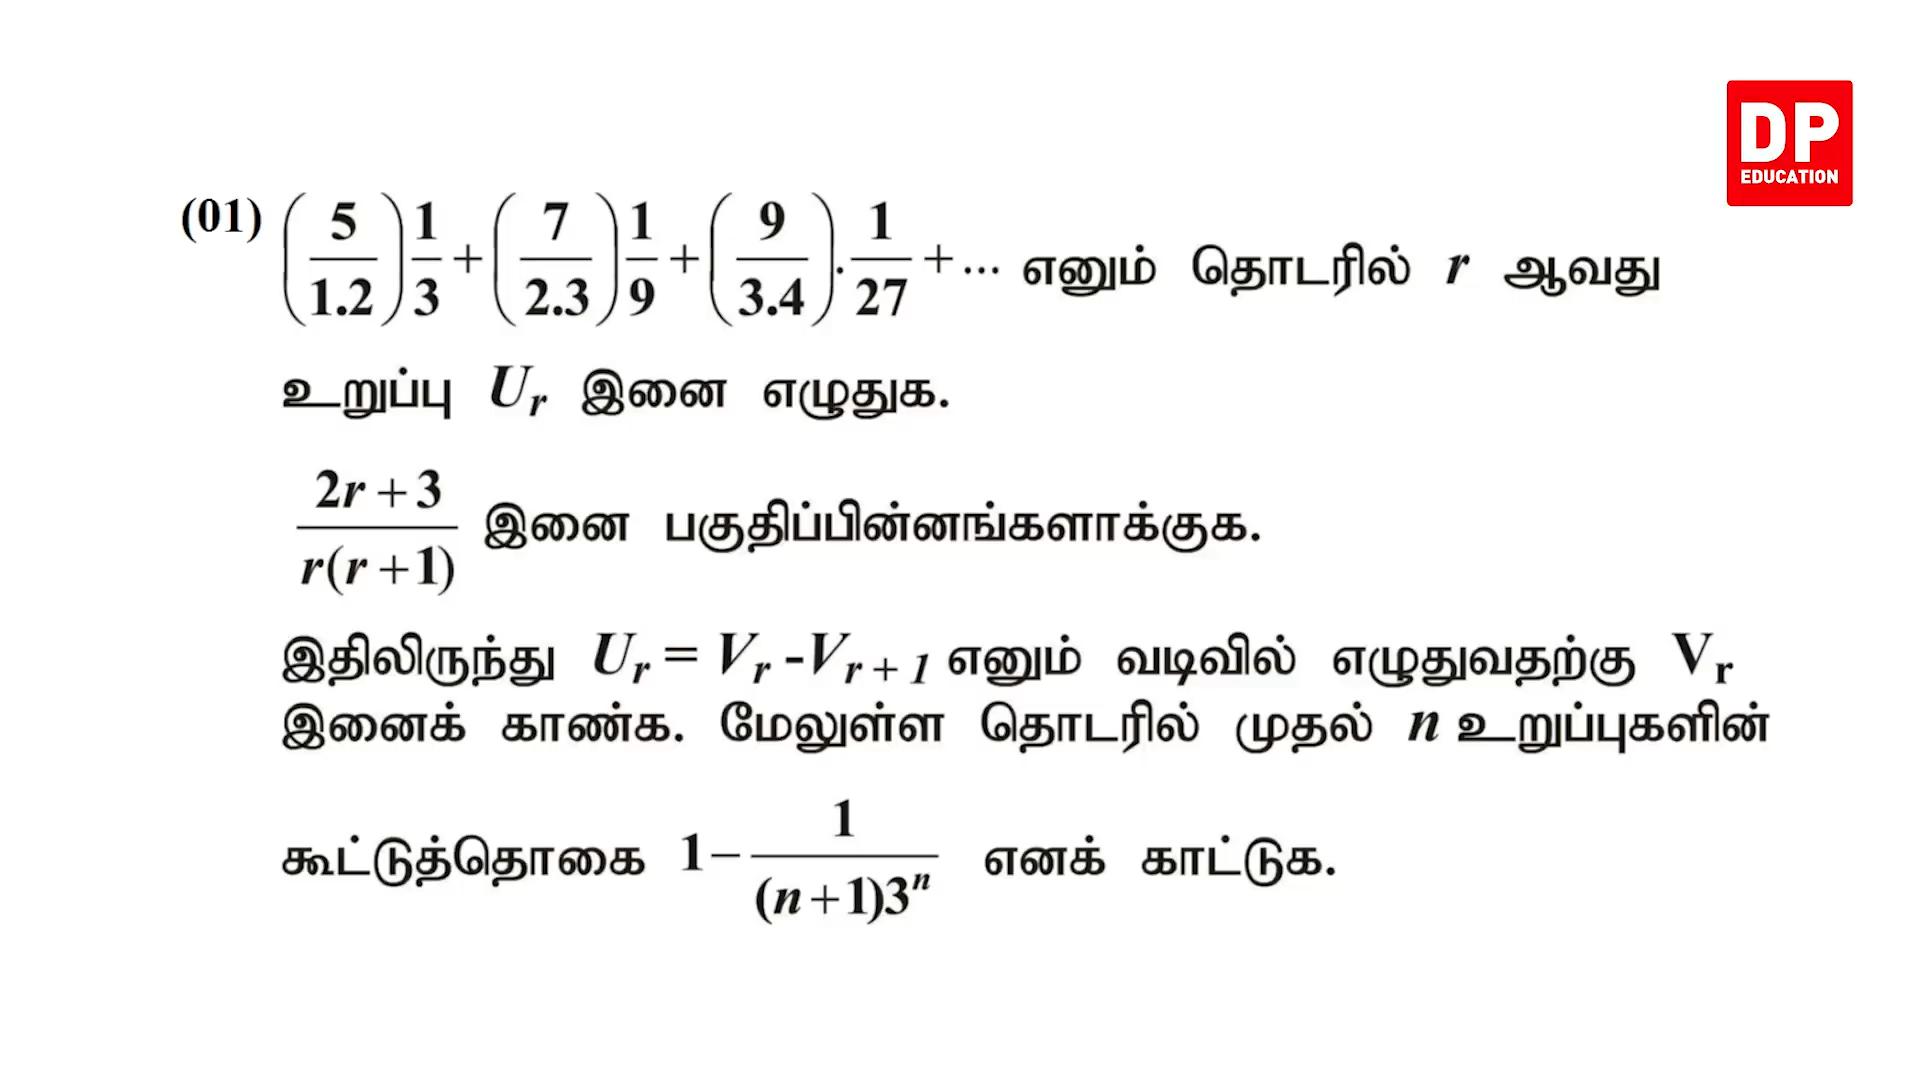 DP
EDUCATION
(01) (5/1.2) 1/3 + (7/2.3) 1/9 + (9/3.4) . 1/27 + ... எனும் தொடரில் r ஆவது
உறுப்பு U_r இனை எழுதுக.
(2r + 3)/(r(r + 1)) இனை பகுதிப்பின்னங்களாக்குக.
இதிலிருந்து U_r = V_r - V_{r + 1} எனும் வடிவில் எழுதுவதற்கு V_r
இனைக் காண்க. மேலுள்ள தொடரில் முதல் n உறுப்புகளின்
கூட்டுத்தொகை 1 − 1/((n + 1)3^n) எனக் காட்டுக.